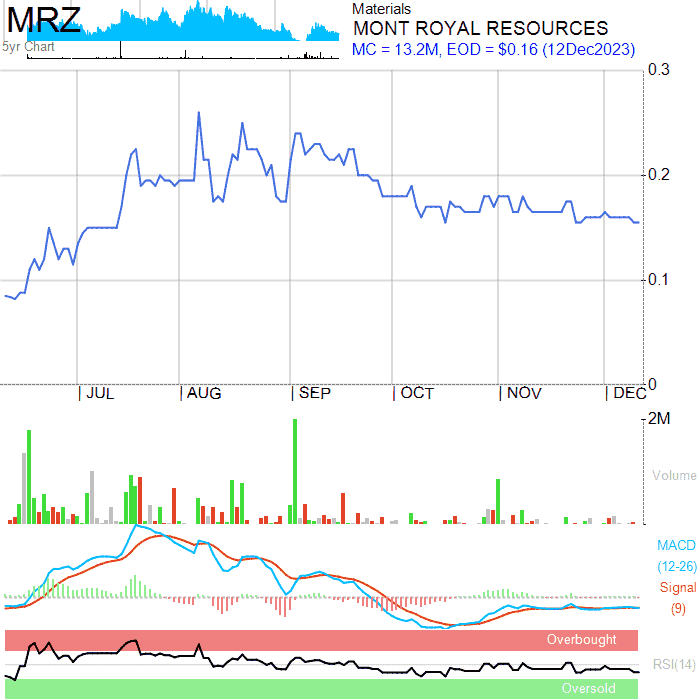 MRZ
5yr Chart
Materials
MONT ROYAL RESOURCES
MC = 13.2M, EOD = $0.16 (12Dec2023)
0.3
0.2
0.1
0
| JUL | AUG | SEP | OCT | NOV | DEC
2M
Volume
MACD
(12-26)
Signal
(9)
Overbought
RSI(14)
Oversold